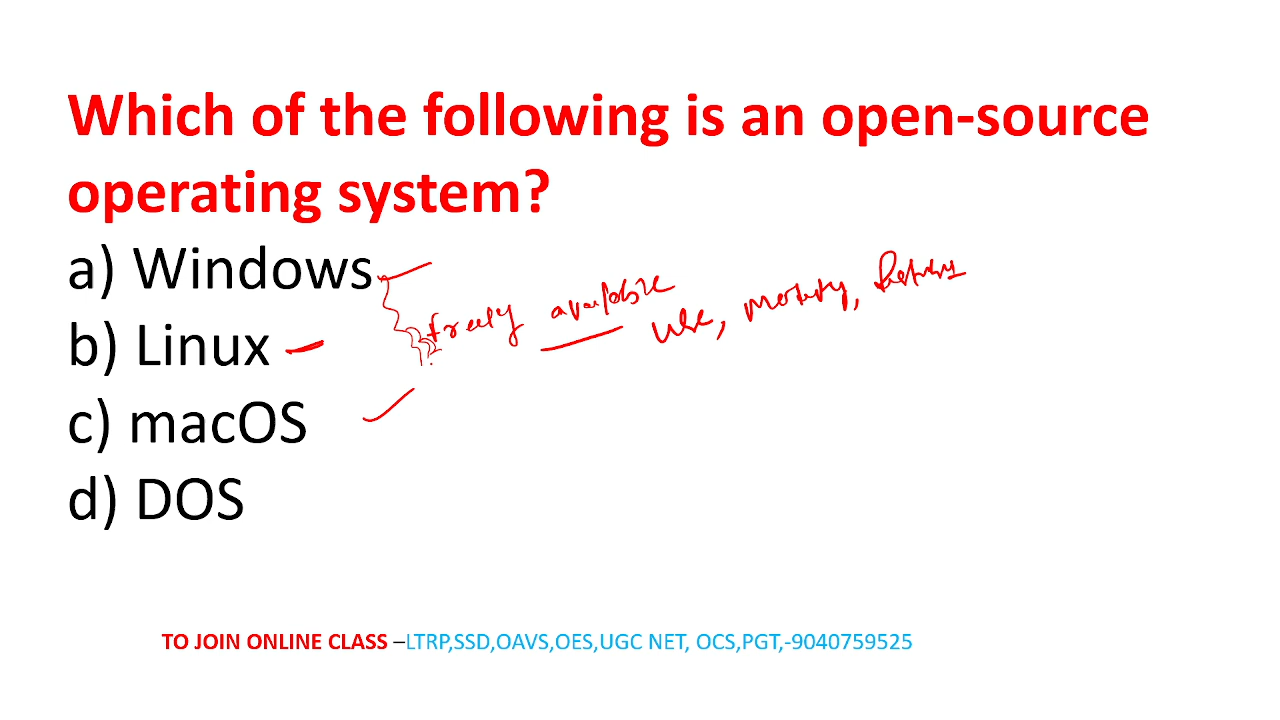 Which of the following is an open-source
operating system?
a) Windows
b) Linux
c) macOS
d) DOS
freely available use, modify,
TO JOIN ONLINE CLASS –LTRP,SSD,OAVS,OES,UGC NET, OCS,PGT,-9040759525